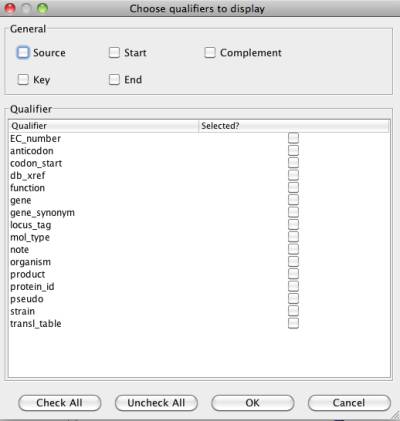 Choose qualifiers to display
General
Source Start Complement
Key End
Qualifier
Qualifier Selected?
EC_number
anticodon
codon_start
db_xref
function
gene
gene_synonym
locus_tag
mol_type
note
organism
product
protein_id
pseudo
strain
transl_table
Check All Uncheck All OK Cancel